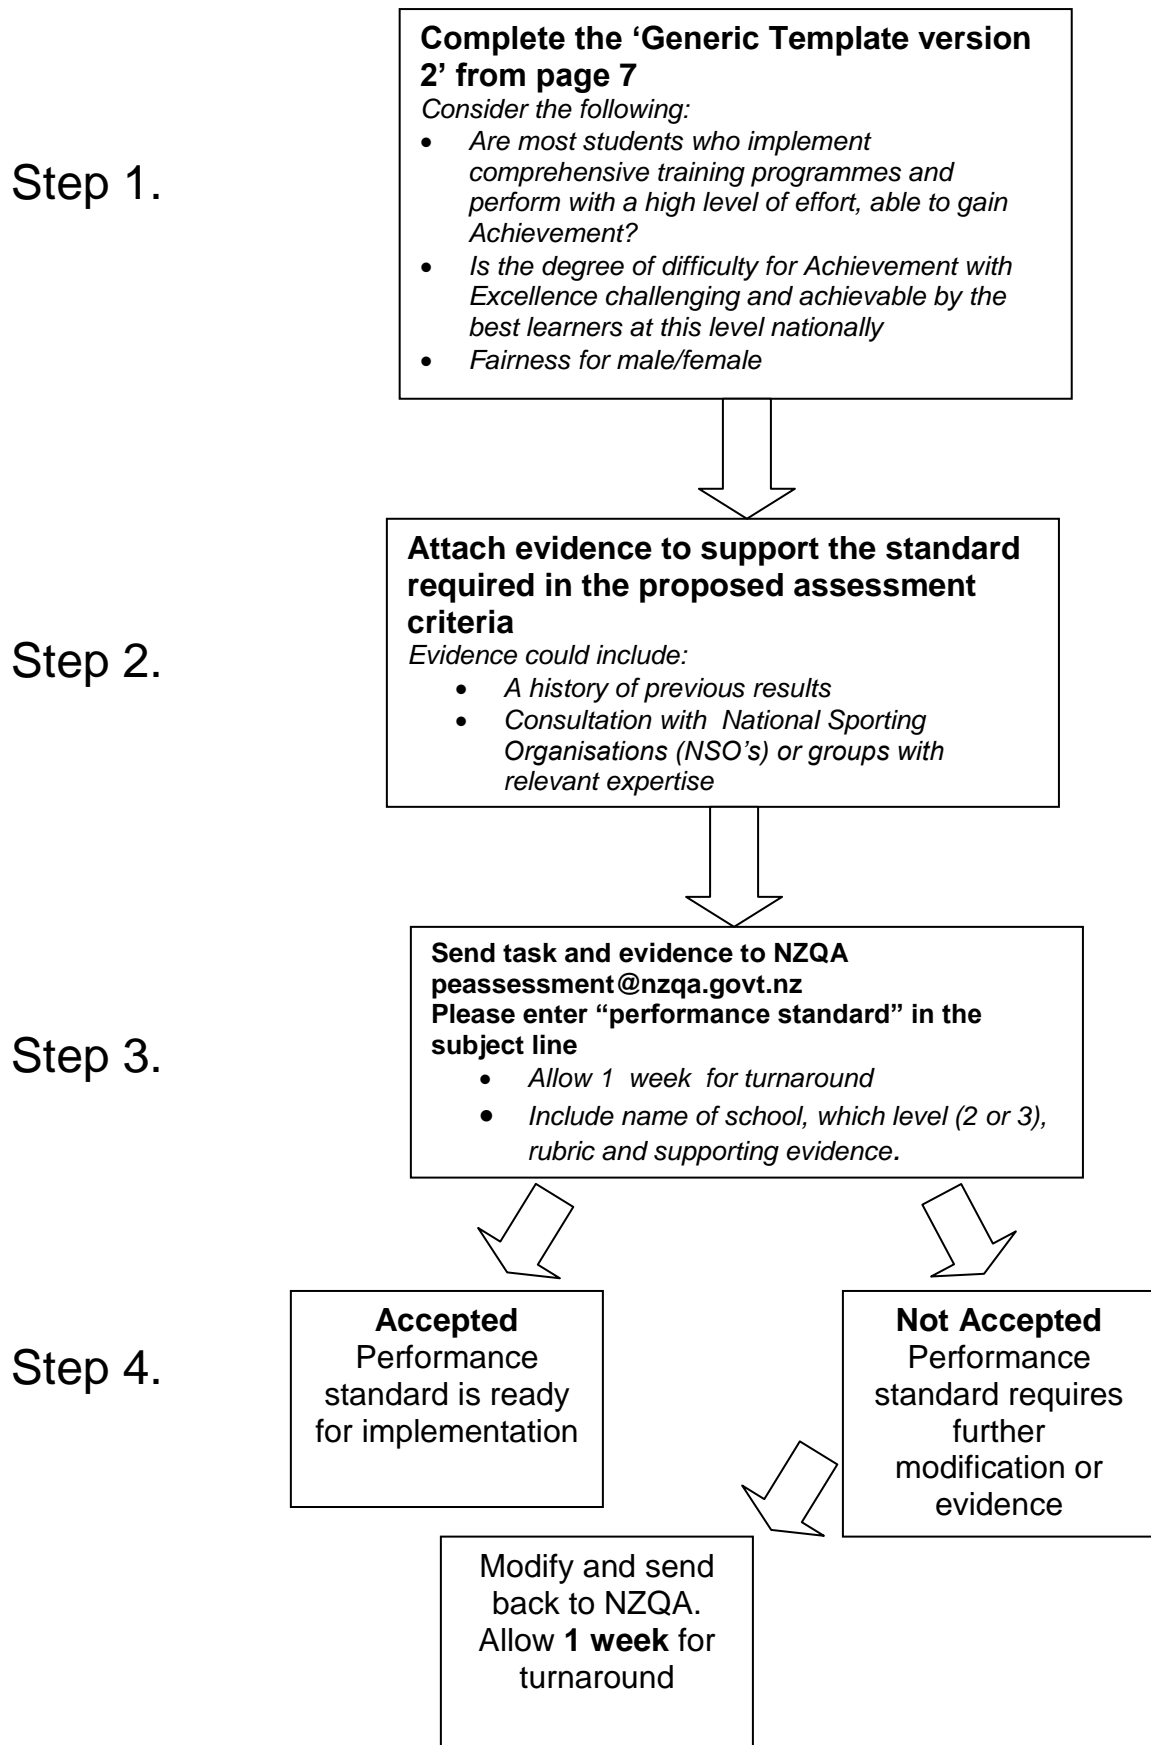 Step 1.
Complete the ‘Generic Template version
2’ from page 7
Consider the following:
• Are most students who implement
comprehensive training programmes and
perform with a high level of effort, able to gain
Achievement?
• Is the degree of difficulty for Achievement with
Excellence challenging and achievable by the
best learners at this level nationally
• Fairness for male/female
Step 2.
Attach evidence to support the standard
required in the proposed assessment
criteria
Evidence could include:
• A history of previous results
• Consultation with National Sporting
Organisations (NSO’s) or groups with
relevant expertise
Step 3.
Send task and evidence to NZQA
peassessment@nzqa.govt.nz
Please enter “performance standard” in the
subject line
• Allow 1 week for turnaround
• Include name of school, which level (2 or 3),
rubric and supporting evidence.
Step 4.
Accepted
Performance
standard is ready
for implementation
Not Accepted
Performance
standard requires
further
modification or
evidence
Modify and send
back to NZQA.
Allow 1 week for
turnaround